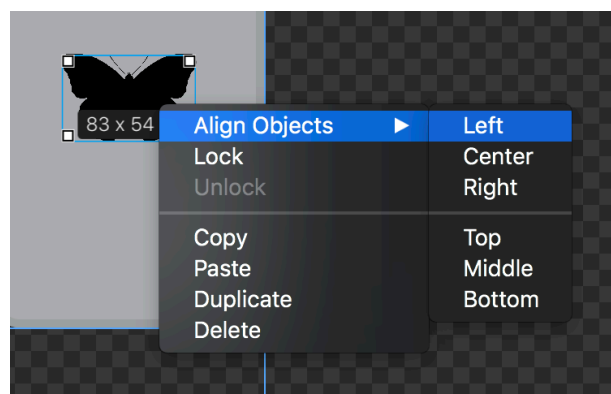 83 x 54
Align Objects
Lock
Unlock
Copy
Paste
Duplicate
Delete
Left
Center
Right
Top
Middle
Bottom